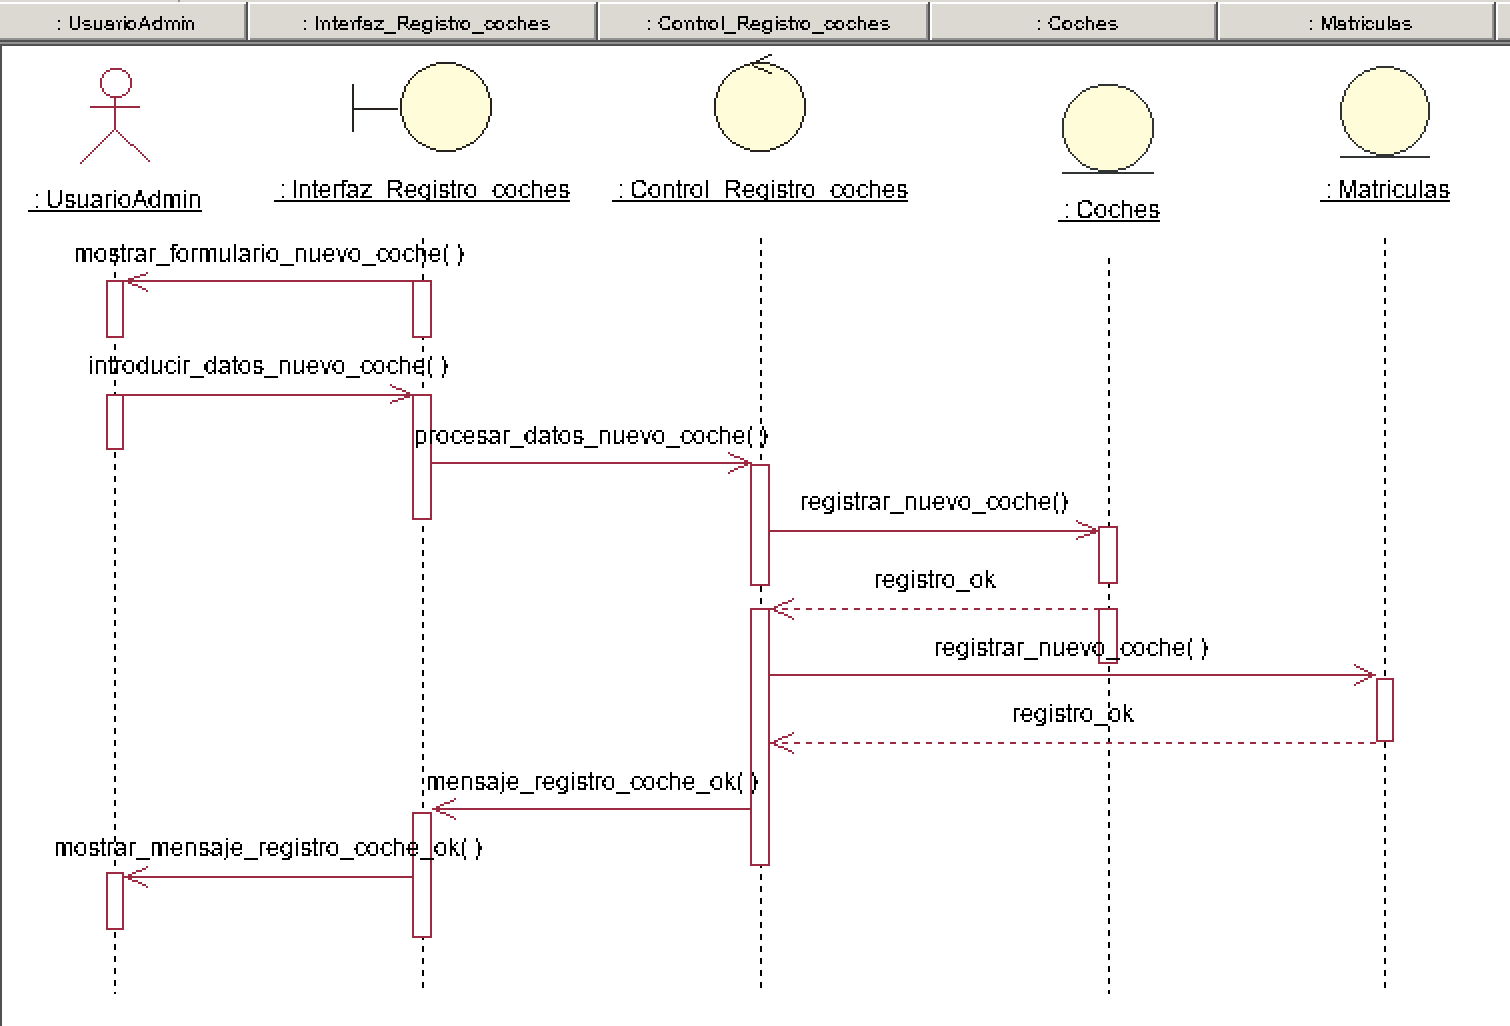 : UsuarioAdmin
: Interfaz_Registro_coches
: Control_Registro_coches
: Coches
: Matriculas
: UsuarioAdmin
: Interfaz_Registro_coches
: Control_Registro_coches
: Coches
: Matriculas
mostrar_formulario_nuevo_coche( )
introducir_datos_nuevo_coche( )
procesar_datos_nuevo_coche( )
registrar_nuevo_coche()
registro_ok
registrar_nuevo_coche( )
registro_ok
mensaje_registro_coche_ok( )
mostrar_mensaje_registro_coche_ok( )